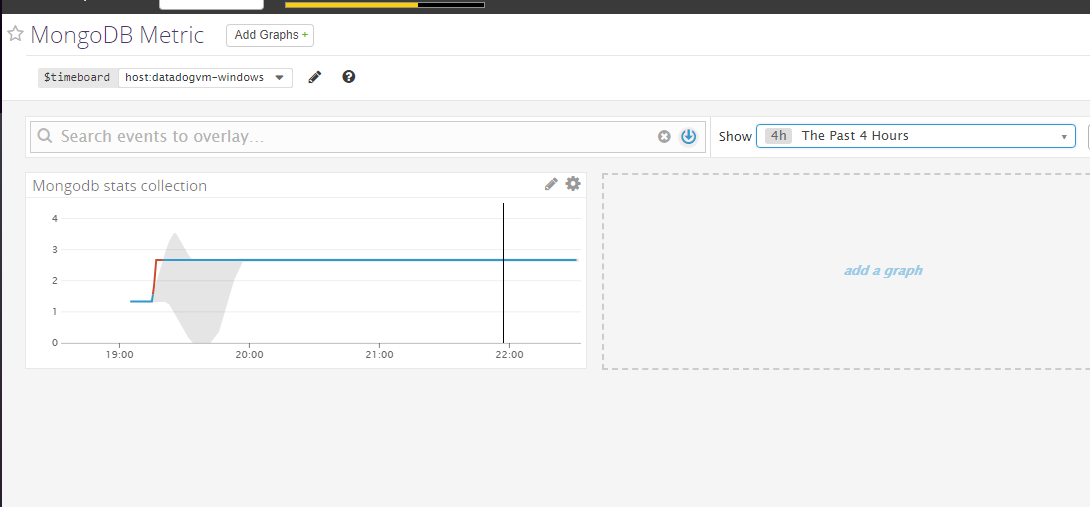 MongoDB Metric
Add Graphs +
$timeboard host:datadogvm-windows
Search events to overlay...
Show 4h The Past 4 Hours
Mongodb stats collection
4
3
2
1
0
19:00 20:00 21:00 22:00
add a graph